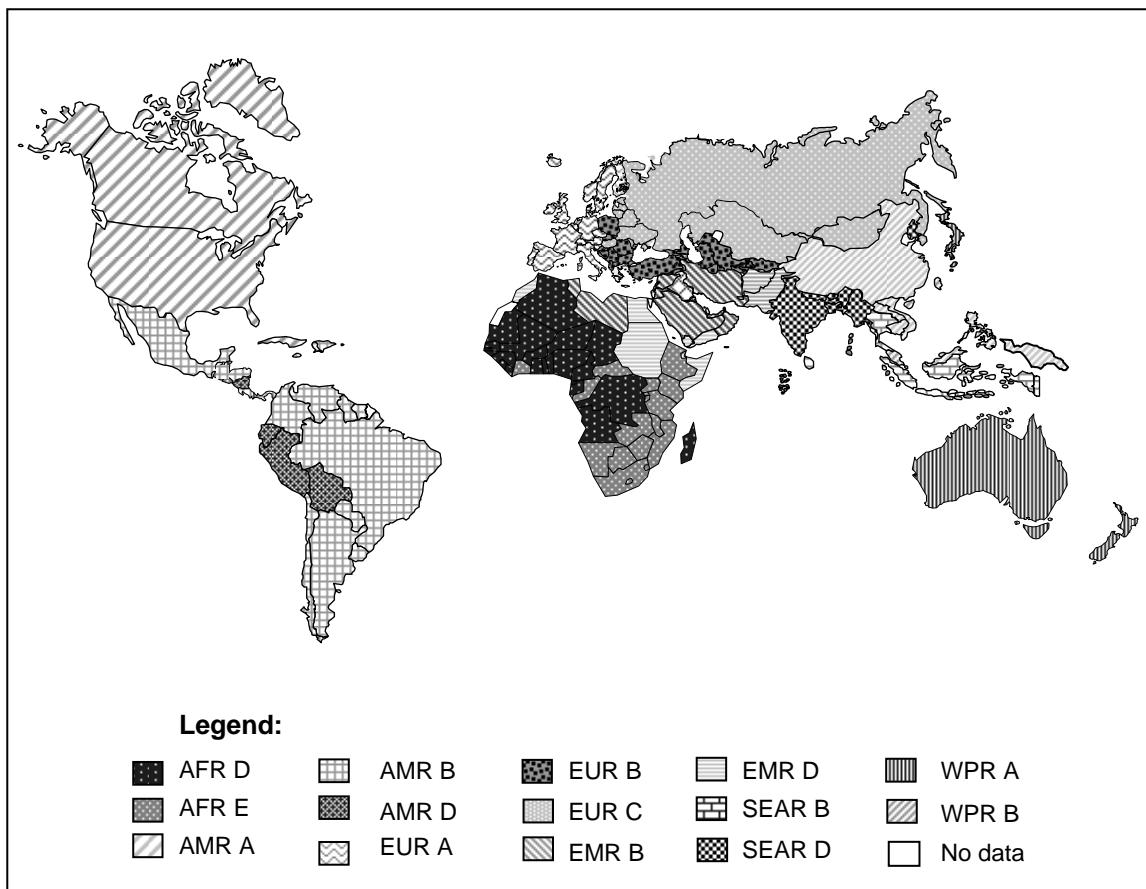 Legend:
AFR D AMR B EUR B EMR D WPR A
AFR E AMR D EUR C SEAR B WPR B
AMR A EUR A EMR B SEAR D No data